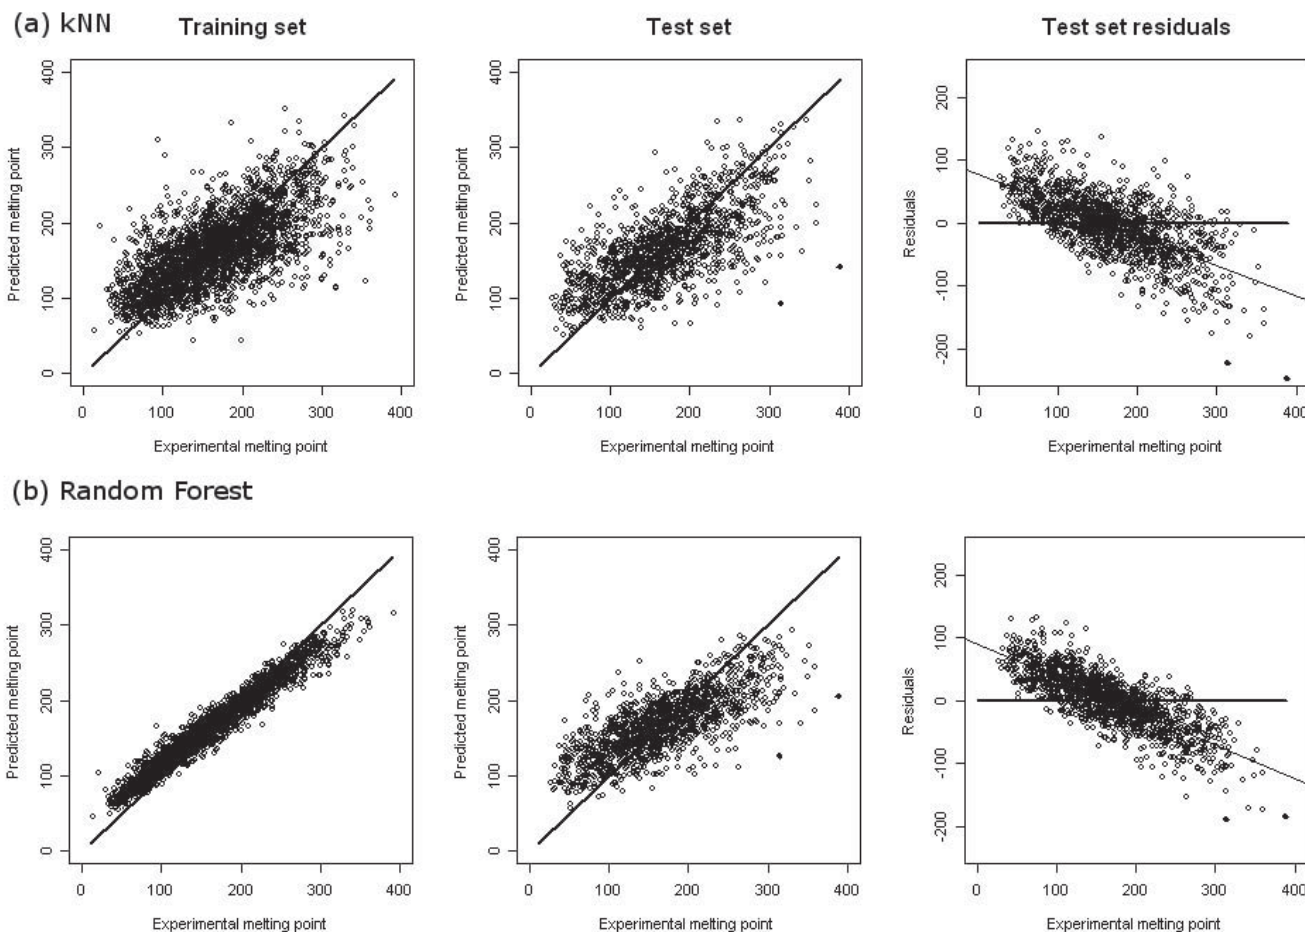 (a) kNN
Training set
Test set
Test set residuals
Predicted melting point
0 100 200 300 400
0 100 200 300 400
Experimental melting point
Predicted melting point
0 100 200 300 400
0 100 200 300 400
Experimental melting point
Residuals
-200 -100 0 100 200
0 100 200 300 400
Experimental melting point
(b) Random Forest
Predicted melting point
0 100 200 300 400
0 100 200 300 400
Experimental melting point
Predicted melting point
0 100 200 300 400
0 100 200 300 400
Experimental melting point
Residuals
-200 -100 0 100 200
0 100 200 300 400
Experimental melting point